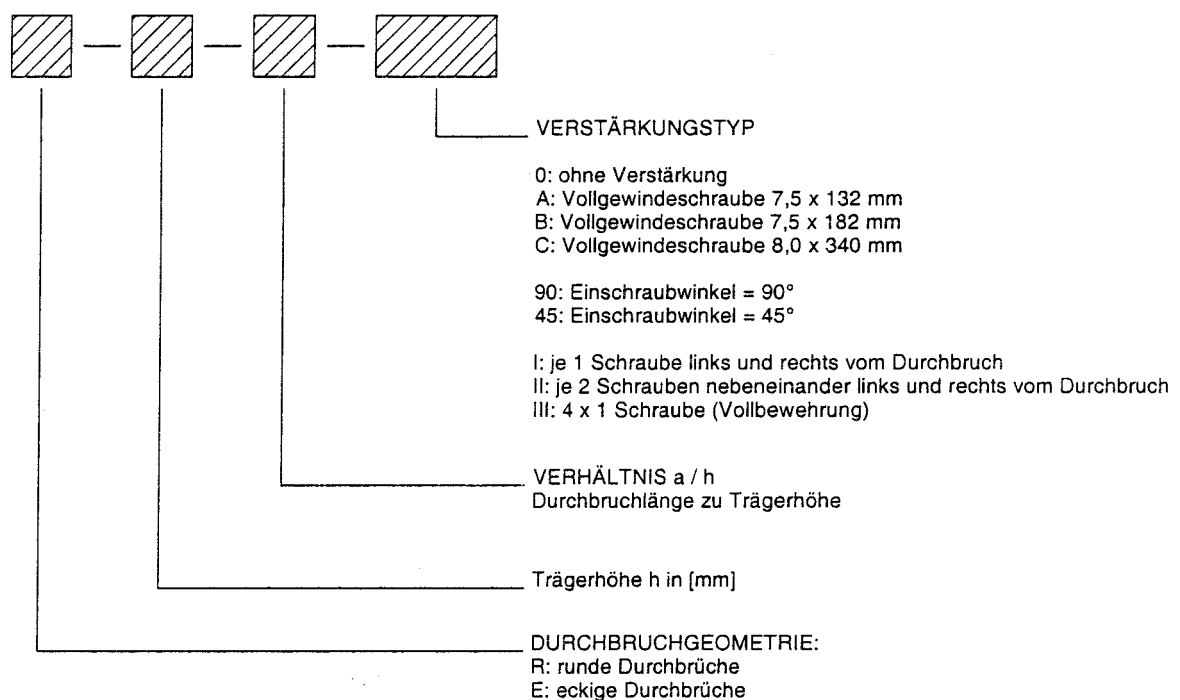 VERSTÄRKUNGSTYP
0: ohne Verstärkung
A: Vollgewindeschraube 7,5 x 132 mm
B: Vollgewindeschraube 7,5 x 182 mm
C: Vollgewindeschraube 8,0 x 340 mm
90: Einschraubwinkel = 90°
45: Einschraubwinkel = 45°
I: je 1 Schraube links und rechts vom Durchbruch
II: je 2 Schrauben nebeneinander links und rechts vom Durchbruch
III: 4 x 1 Schraube (Vollbewehrung)
VERHÄLTNIS a / h
Durchbruchlänge zu Trägerhöhe
Trägerhöhe h in [mm]
DURCHBRUCHGEOMETRIE:
R: runde Durchbrüche
E: eckige Durchbrüche